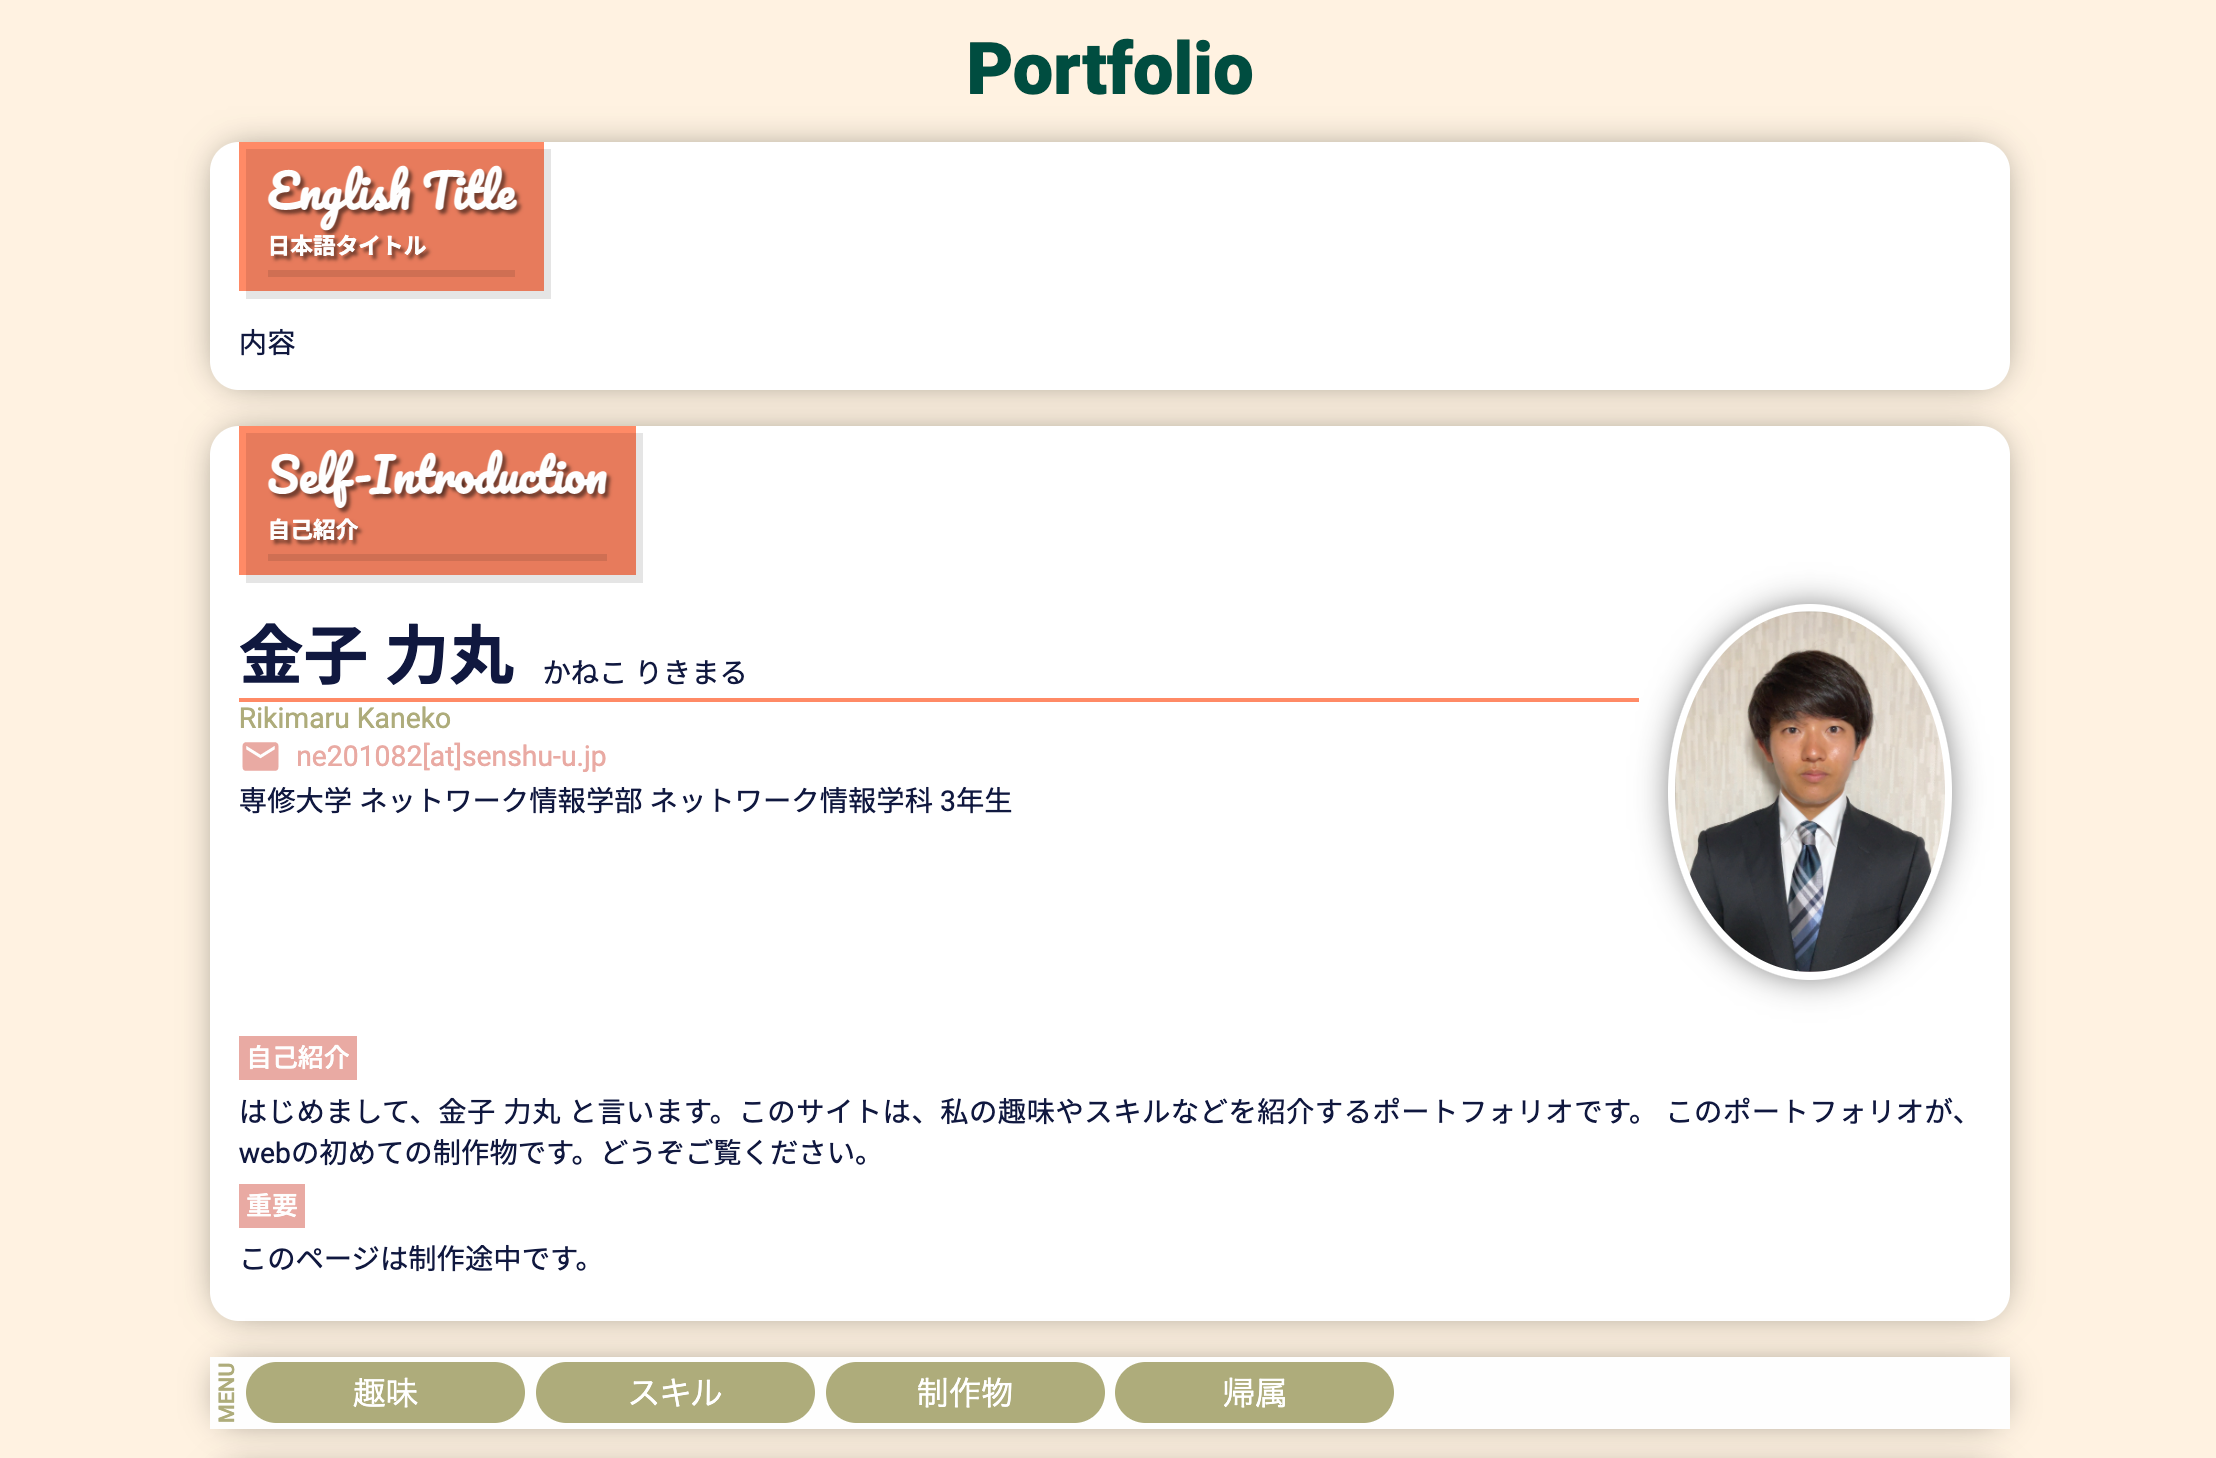 Portfolio
English Title
日本語タイトル
内容
Self-Introduction
自己紹介
金子 力丸 かねこ りきまる
Rikimaru Kaneko
ne201082[at]senshu-u.jp
専修大学 ネットワーク情報学部 ネットワーク情報学科 3年生
自己紹介
はじめまして、金子 力丸 と言います。このサイトは、私の趣味やスキルなどを紹介するポートフォリオです。 このポートフォリオが、
webの初めての制作物です。どうぞご覧ください。
重要
このページは制作途中です。
MENU 趣味 スキル 制作物 帰属